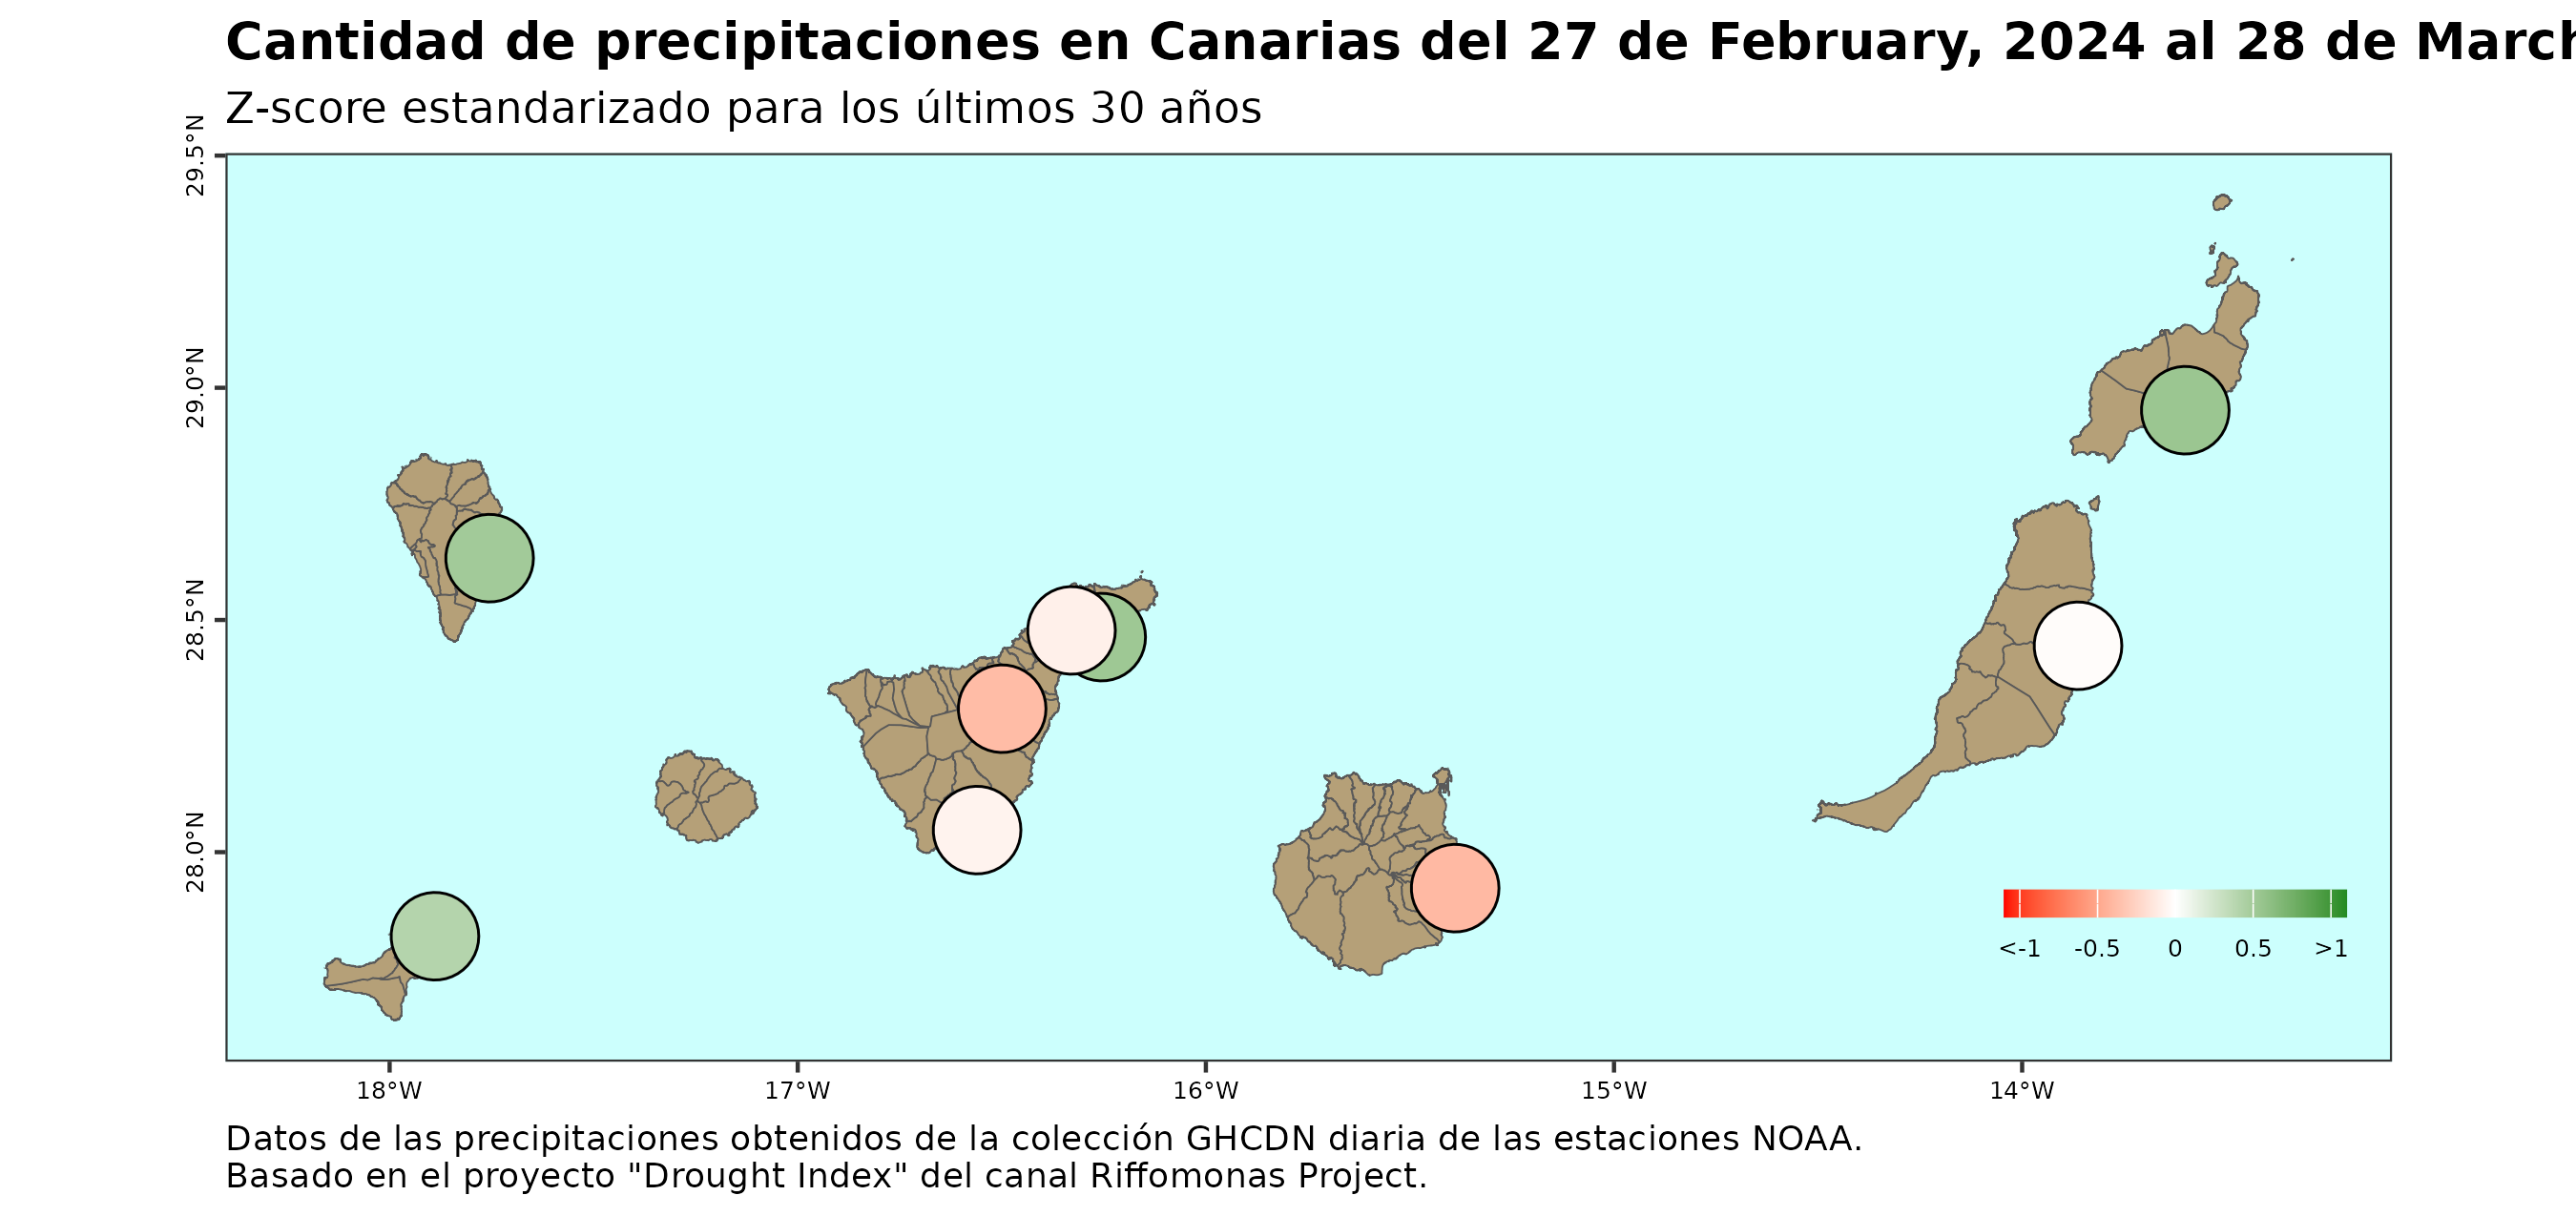 Cantidad de precipitaciones en Canarias del 27 de February, 2024 al 28 de March
Z-score estandarizado para los últimos 30 años
29.5°N
29.0°N
28.5°N
28.0°N
<-1 -0.5 0 0.5 >1
18°W 17°W 16°W 15°W 14°W
Datos de las precipitaciones obtenidos de la colección GHCDN diaria de las estaciones NOAA.
Basado en el proyecto "Drought Index" del canal Riffomonas Project.